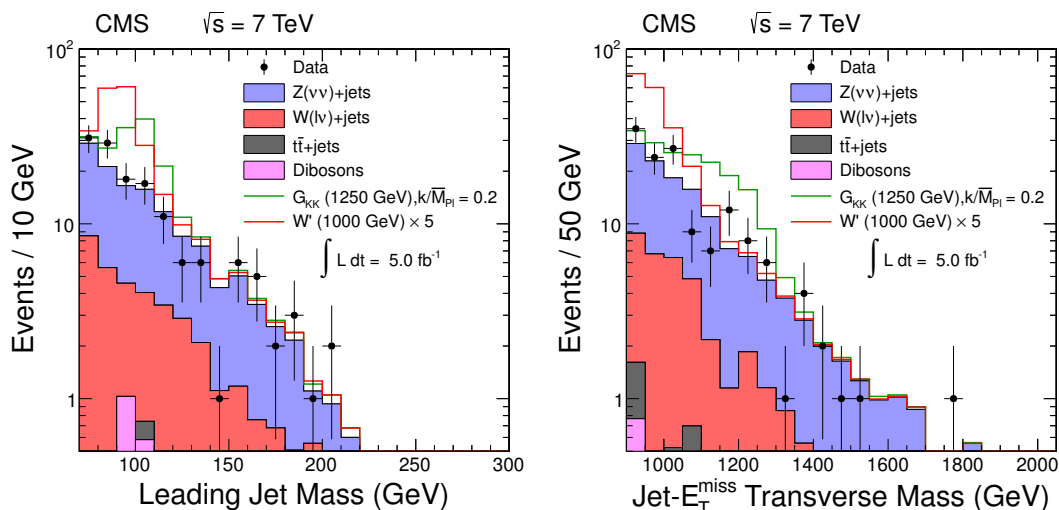 CMS √s = 7 TeV
10²
10
1
Events / 10 GeV
Data
Z(νν)+jets
W(lν)+jets
tt̄+jets
Dibosons
G_KK (1250 GeV),k/M̄_Pl = 0.2
W' (1000 GeV) × 5
∫ L dt = 5.0 fb⁻¹
100 150 200 250 300
Leading Jet Mass (GeV)
CMS √s = 7 TeV
10²
10
1
Events / 50 GeV
Data
Z(νν)+jets
W(lν)+jets
tt̄+jets
Dibosons
G_KK (1250 GeV),k/M̄_Pl = 0.2
W' (1000 GeV) × 5
∫ L dt = 5.0 fb⁻¹
1000 1200 1400 1600 1800 2000
Jet-E_T^miss Transverse Mass (GeV)